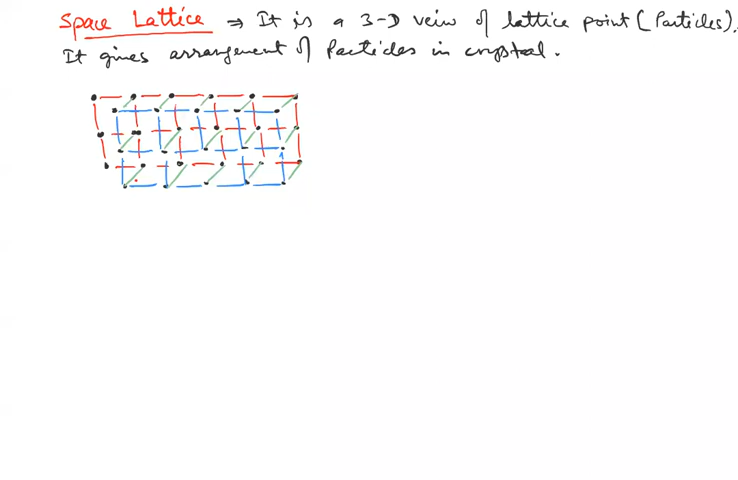 Space Lattice ⇒ It is a 3-D veiw of lattice point (Particles).
It gives arrangement of Particles in crystal.